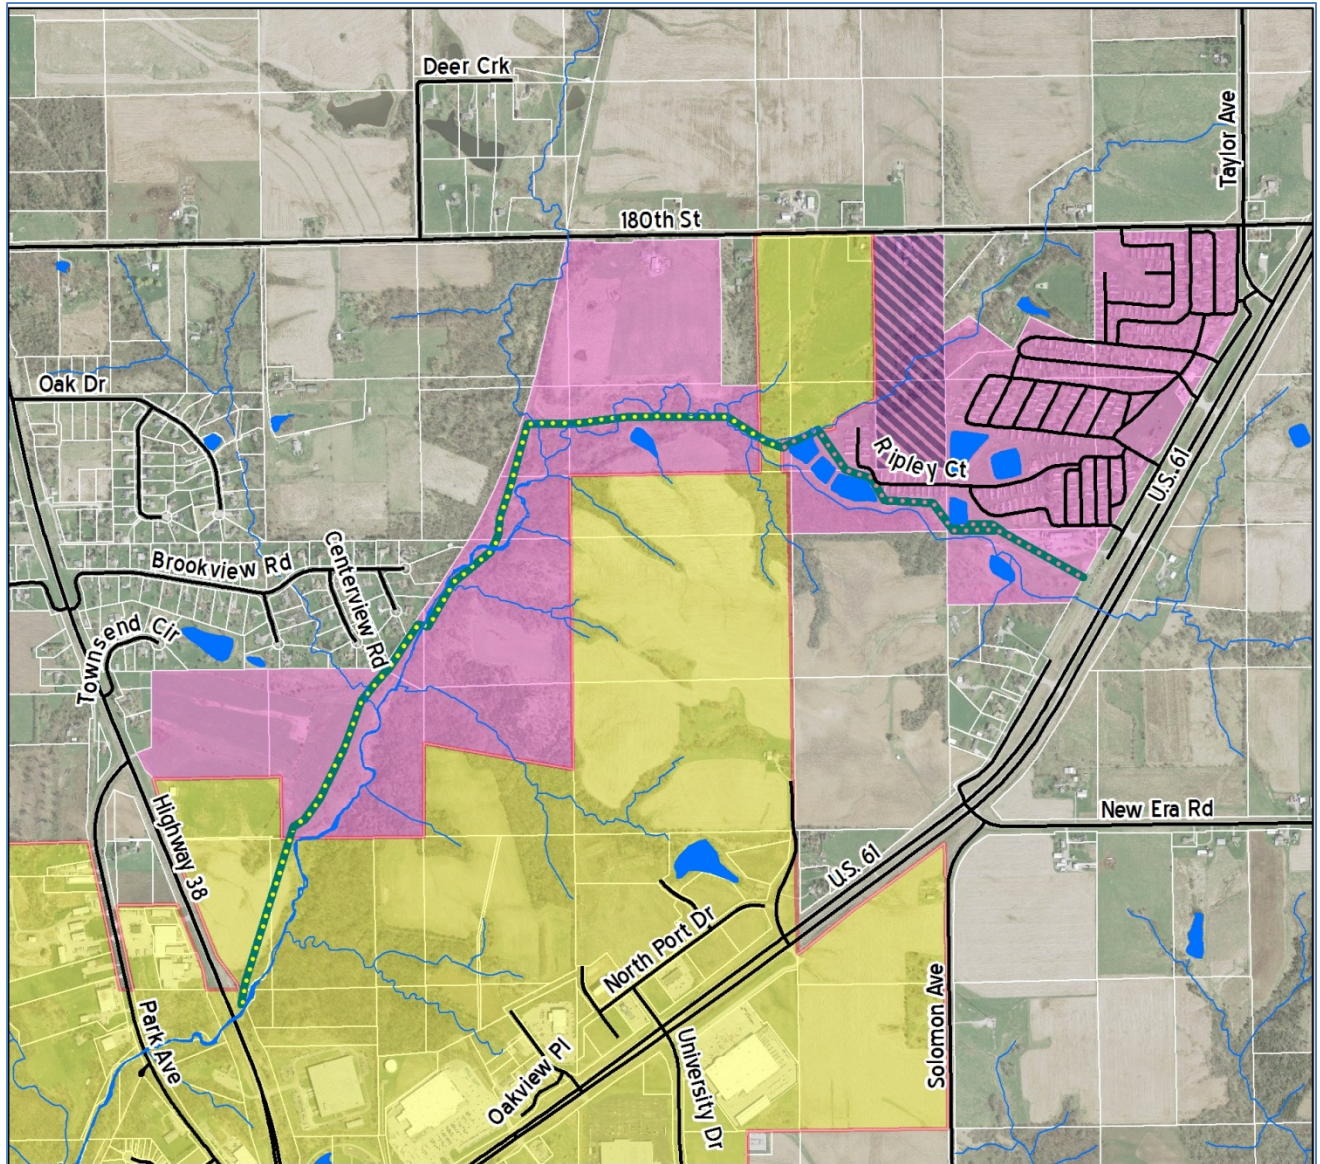 Deer Crk
Taylor Ave
180th St
Oak Dr
Ripley Ct
U.S. 61
Brookview Rd
Centerview Rd
Townsend Cir
Highway 38
New Era Rd
U.S. 61
North Port Dr
Park Ave
Oakview Pl
University Dr
Solomon Ave